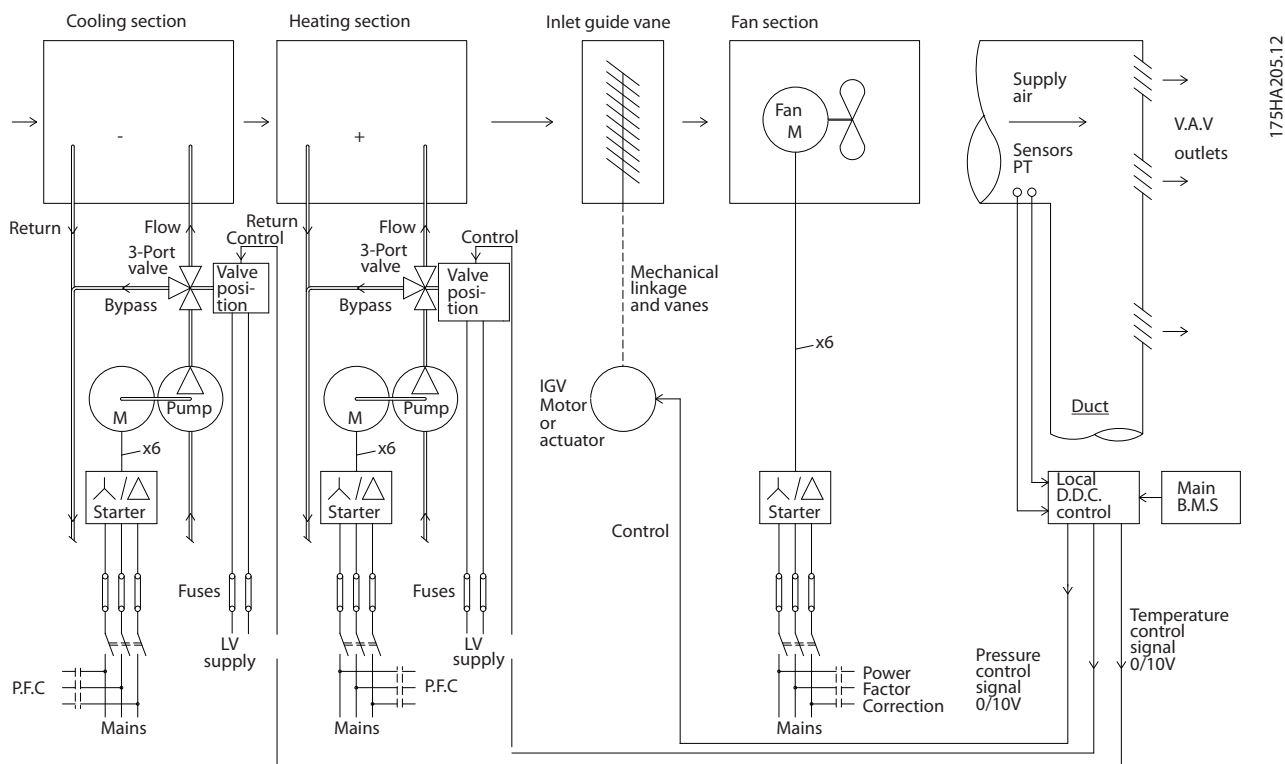 Cooling section
Heating section
Inlet guide vane
Fan section
175HA205.12
-
+
Fan
M
Supply
air
Sensors
PT
V.A.V
outlets
Return
Flow
3-Port
valve
Bypass
Control
Valve
posi-
tion
Return
Flow
3-Port
valve
Bypass
Control
Valve
posi-
tion
Mechanical
linkage
and vanes
x6
M
Pump
x6
M
Pump
x6
IGV
Motor
or
actuator
Duct
Starter
Starter
Control
Starter
Local
D.D.C.
control
Main
B.M.S
Fuses
Fuses
LV
supply
LV
supply
P.F.C
Mains
P.F.C
Mains
Power
Factor
Correction
Mains
Pressure
control
signal
0/10V
Temperature
control
signal
0/10V